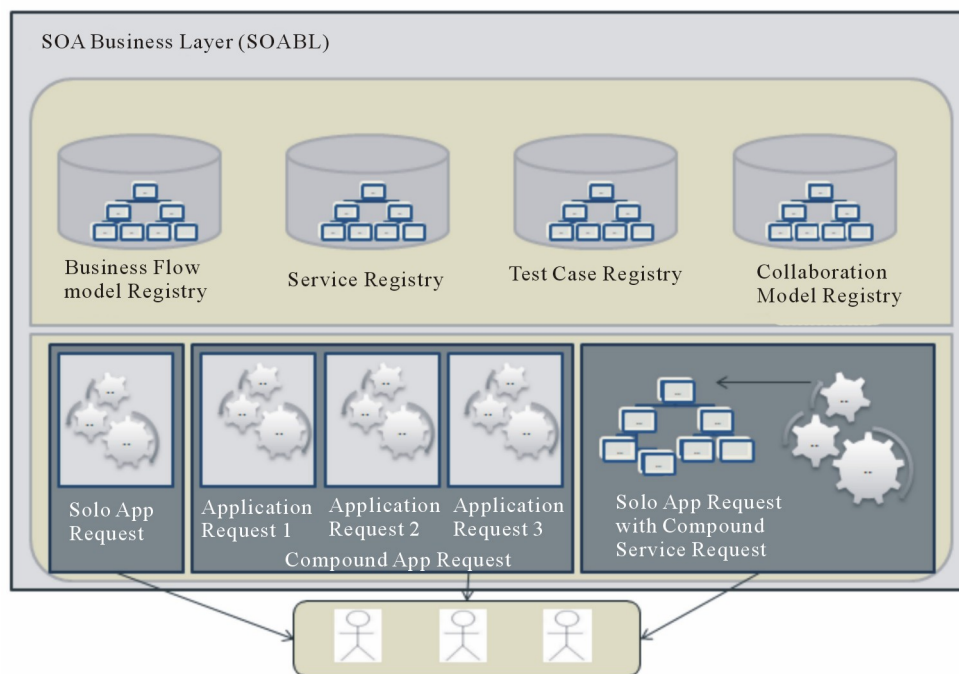 SOA Business Layer (SOABL)
Business Flow
model Registry
Service Registry
Test Case Registry
Collaboration
Model Registry
Solo App
Request
Application
Request 1
Application
Request 2
Application
Request 3
Compound App Request
Solo App Request
with Compound
Service Request